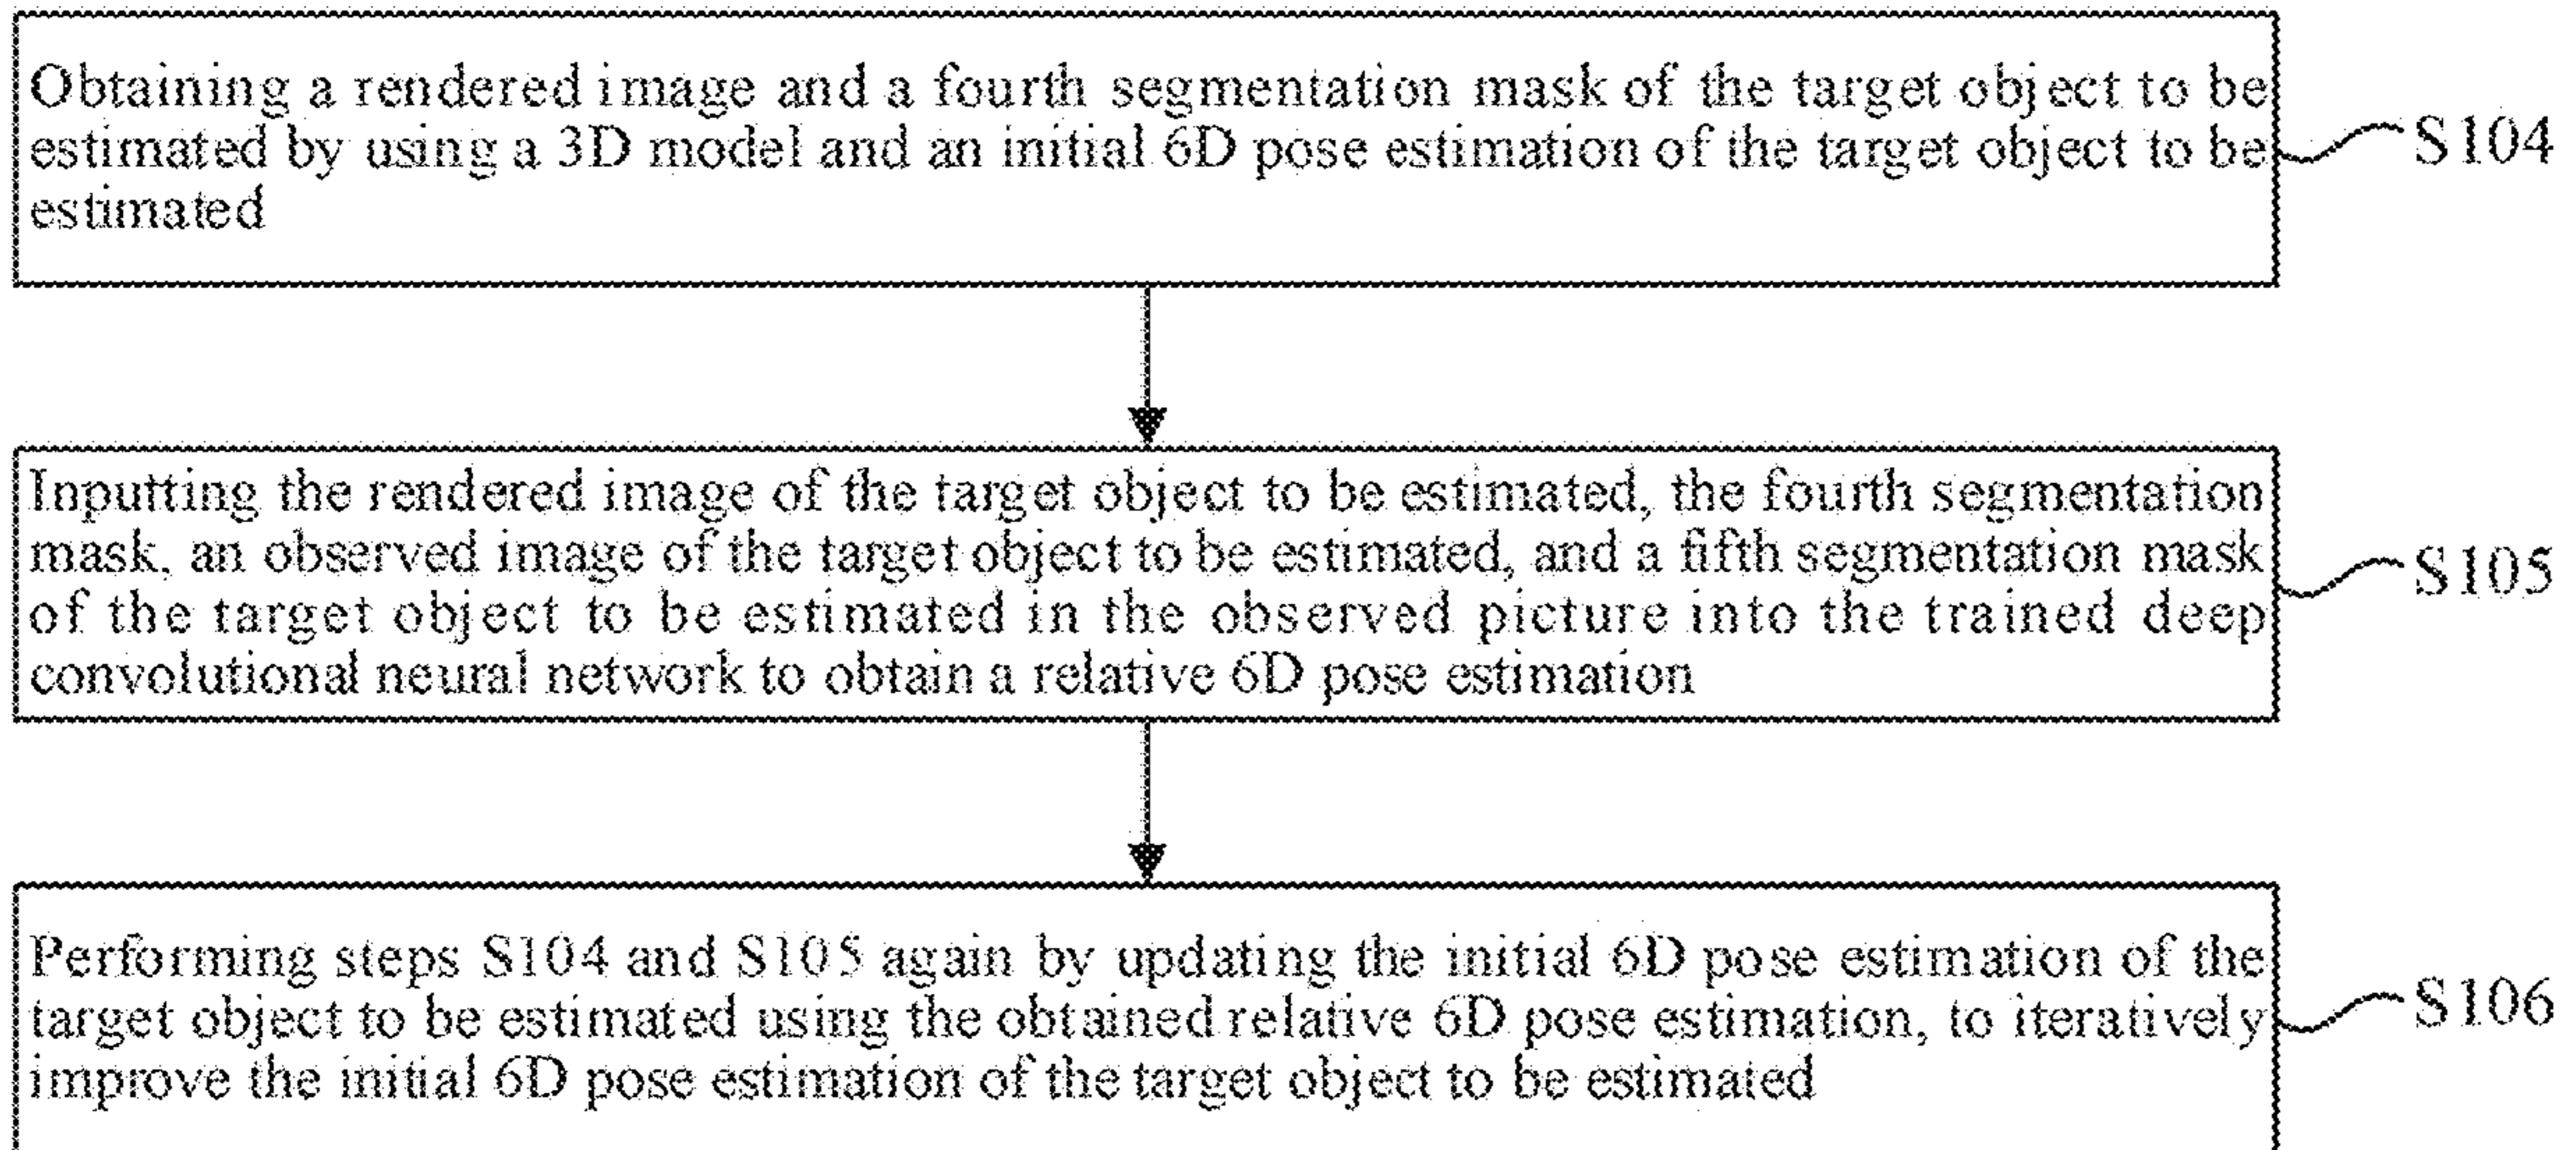 Obtaining a rendered image and a fourth segmentation mask of the target object to be
estimated by using a 3D model and an initial 6D pose estimation of the target object to be
estimated
S104
Inputting the rendered image of the target object to be estimated, the fourth segmentation
mask, an observed image of the target object to be estimated, and a fifth segmentation mask
of the target object to be estimated in the observed picture into the trained deep
convolutional neural network to obtain a relative 6D pose estimation
S105
Performing steps S104 and S105 again by updating the initial 6D pose estimation of the
target object to be estimated using the obtained relative 6D pose estimation, to iteratively
improve the initial 6D pose estimation of the target object to be estimated
S106